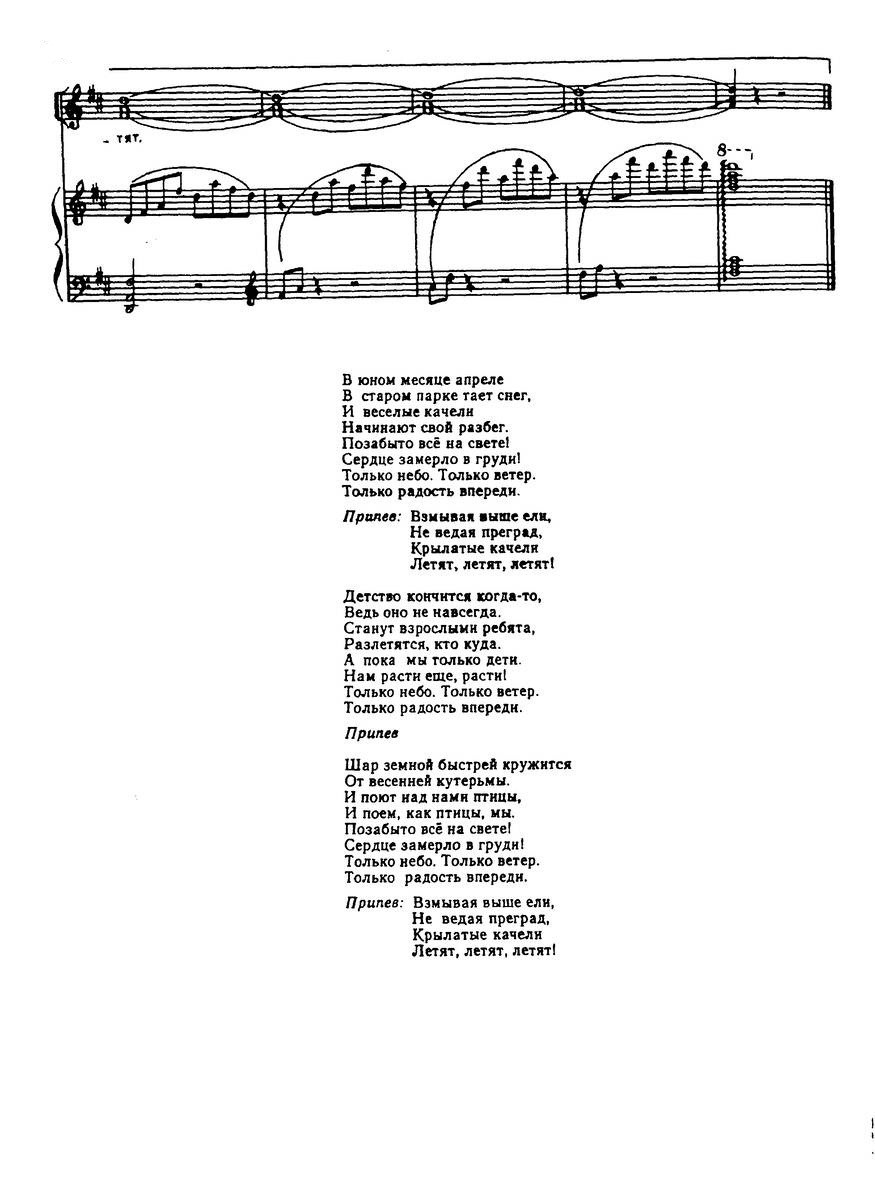 - тят.
8
В юном месяце апреле
В старом парке тает снег,
И веселые качели
Начинают свой разбег.
Позабыто всё на свете!
Сердце замерло в груди!
Только небо. Только ветер.
Только радость впереди.
Припев: Взмывая выше ели,
Не ведая преград,
Крылатые качели
Летят, летят, летят!
Детство кончится когда-то,
Ведь оно не навсегда.
Станут взрослыми ребята,
Разлетятся, кто куда.
А пока мы только дети.
Нам расти еще, расти!
Только небо. Только ветер.
Только радость впереди.
Припев
Шар земной быстрей кружится
От весенней кутерьмы.
И поют над нами птицы,
И поем, как птицы, мы.
Позабыто всё на свете!
Сердце замерло в груди!
Только небо. Только ветер.
Только радость впереди.
Припев: Взмывая выше ели,
Не ведая преград,
Крылатые качели
Летят, летят, летят!